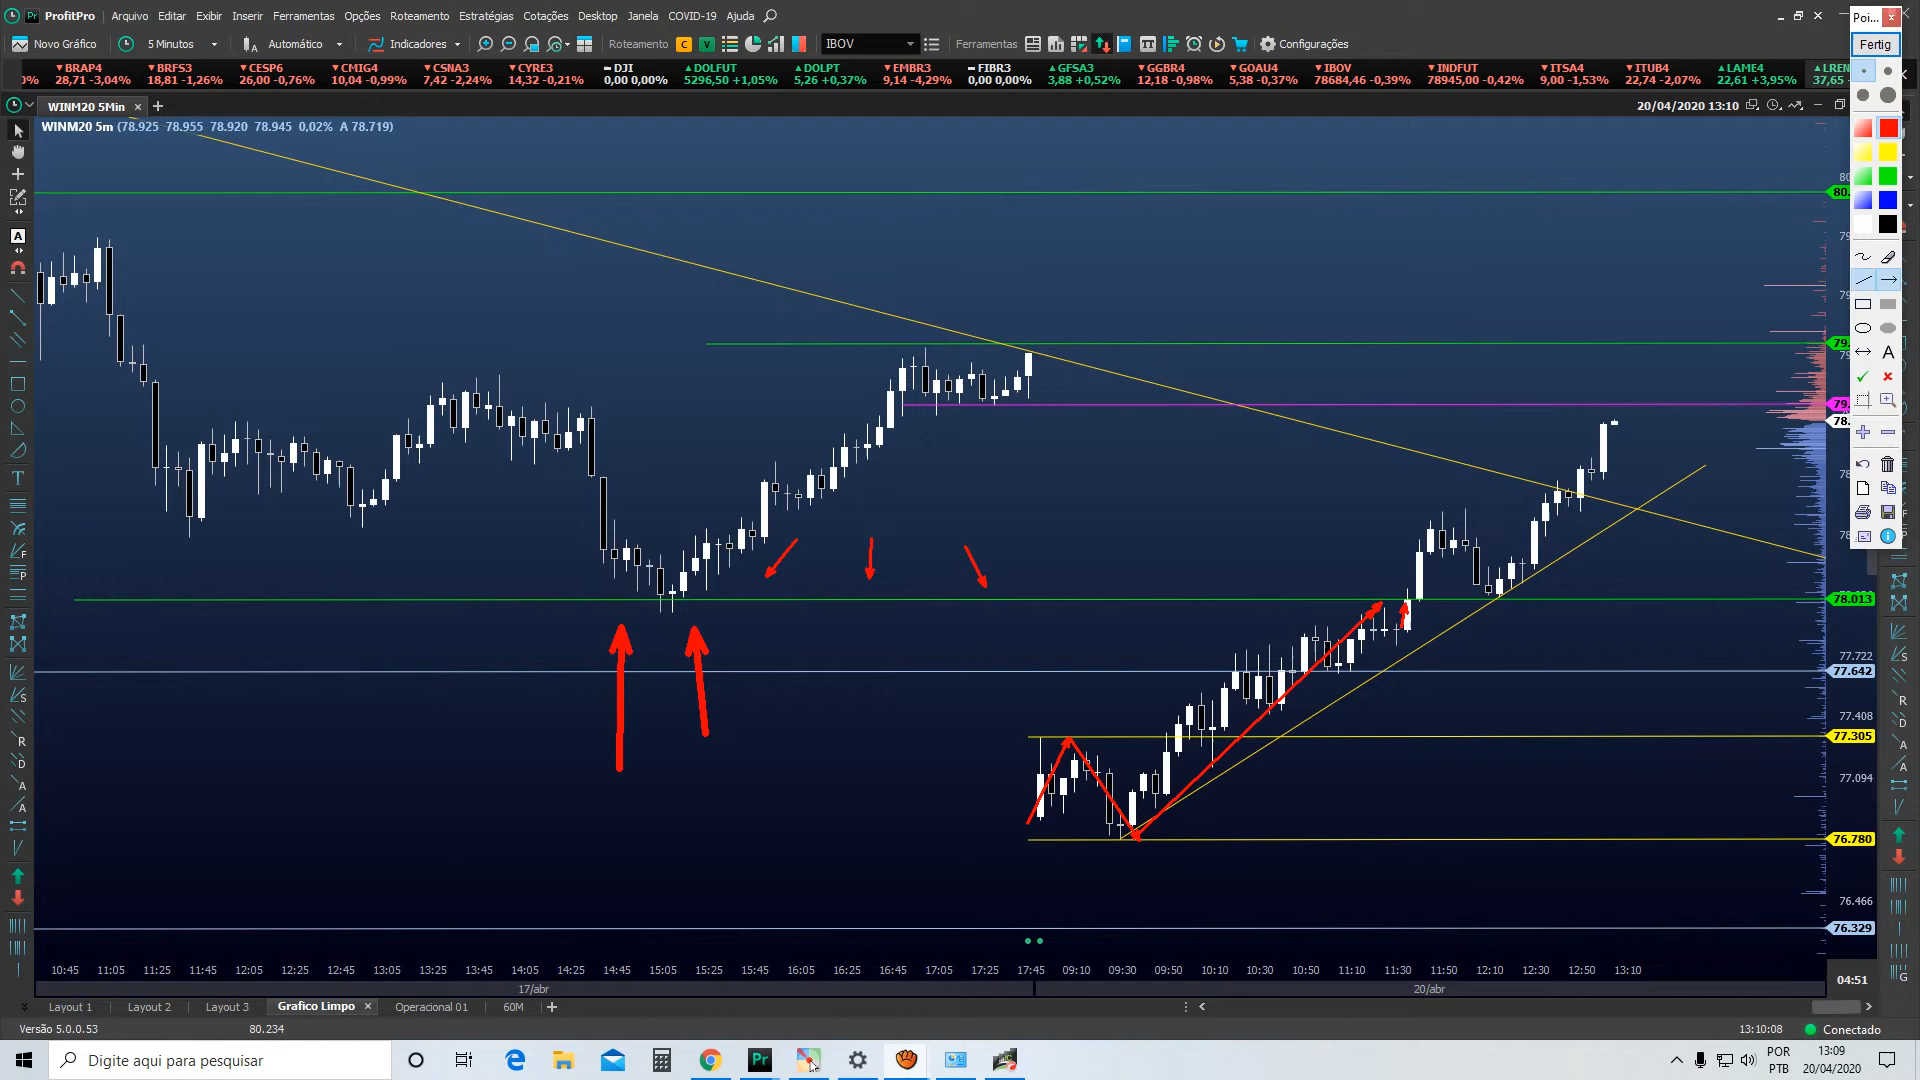 ProfitPro Arquivo Editar Exibir Inserir Ferramentas Opções Roteamento Estratégias Cotações Desktop Janela COVID-19 Ajuda
Novo Gráfico 5 Minutos Automático Indicadores Roteamento C V IBOV Ferramentas Configurações
Fertig
BRAP4 BRFS3 CESP6 CMIG4 CSNA3 CYRE3 DJI DOLFUT DOLPT EMBR3 FIBR3 GFSA3 GGBR4 GOAU4 IBOV INDFUT ITSA4 ITUB4 LAME4 LREN
0% 28,71 -3,04% 18,81 -1,26% 26,00 -0,76% 10,04 -0,99% 7,42 -2,24% 14,32 -0,21% 0,00 0,00% 5296,50 +1,05% 5,26 +0,37% 9,14 -4,29% 0,00 0,00% 3,88 +0,52% 12,18 -0,98% 5,38 -0,37% 78684,46 -0,39% 78945,00 -0,42% 9,00 -1,53% 22,74 -2,07% 22,61 +3,95% 37,65
WINM20 5Min 20/04/2020 13:10
WINM20 5m (78.925 78.955 78.920 78.945 0,02% A 78.719)
78.013
77.722
77.642
77.408
77.305
77.094
76.780
76.466
76.329
10:45 11:05 11:25 11:45 12:05 12:25 12:45 13:05 13:25 13:45 14:05 14:25 14:45 15:05 15:25 15:45 16:05 16:25 16:45 17:05 17:25 17:45 09:10 09:30 09:50 10:10 10:30 10:50 11:10 11:30 11:50 12:10 12:30 12:50 13:10
04:51
17/abr 20/abr
Layout 1 Layout 2 Layout 3 Grafico Limpo Operacional 01 60M
Versão 5.0.0.53 80.234 13:10:08 Conectado
Digite aqui para pesquisar
POR 13:09
PTB 20/04/2020